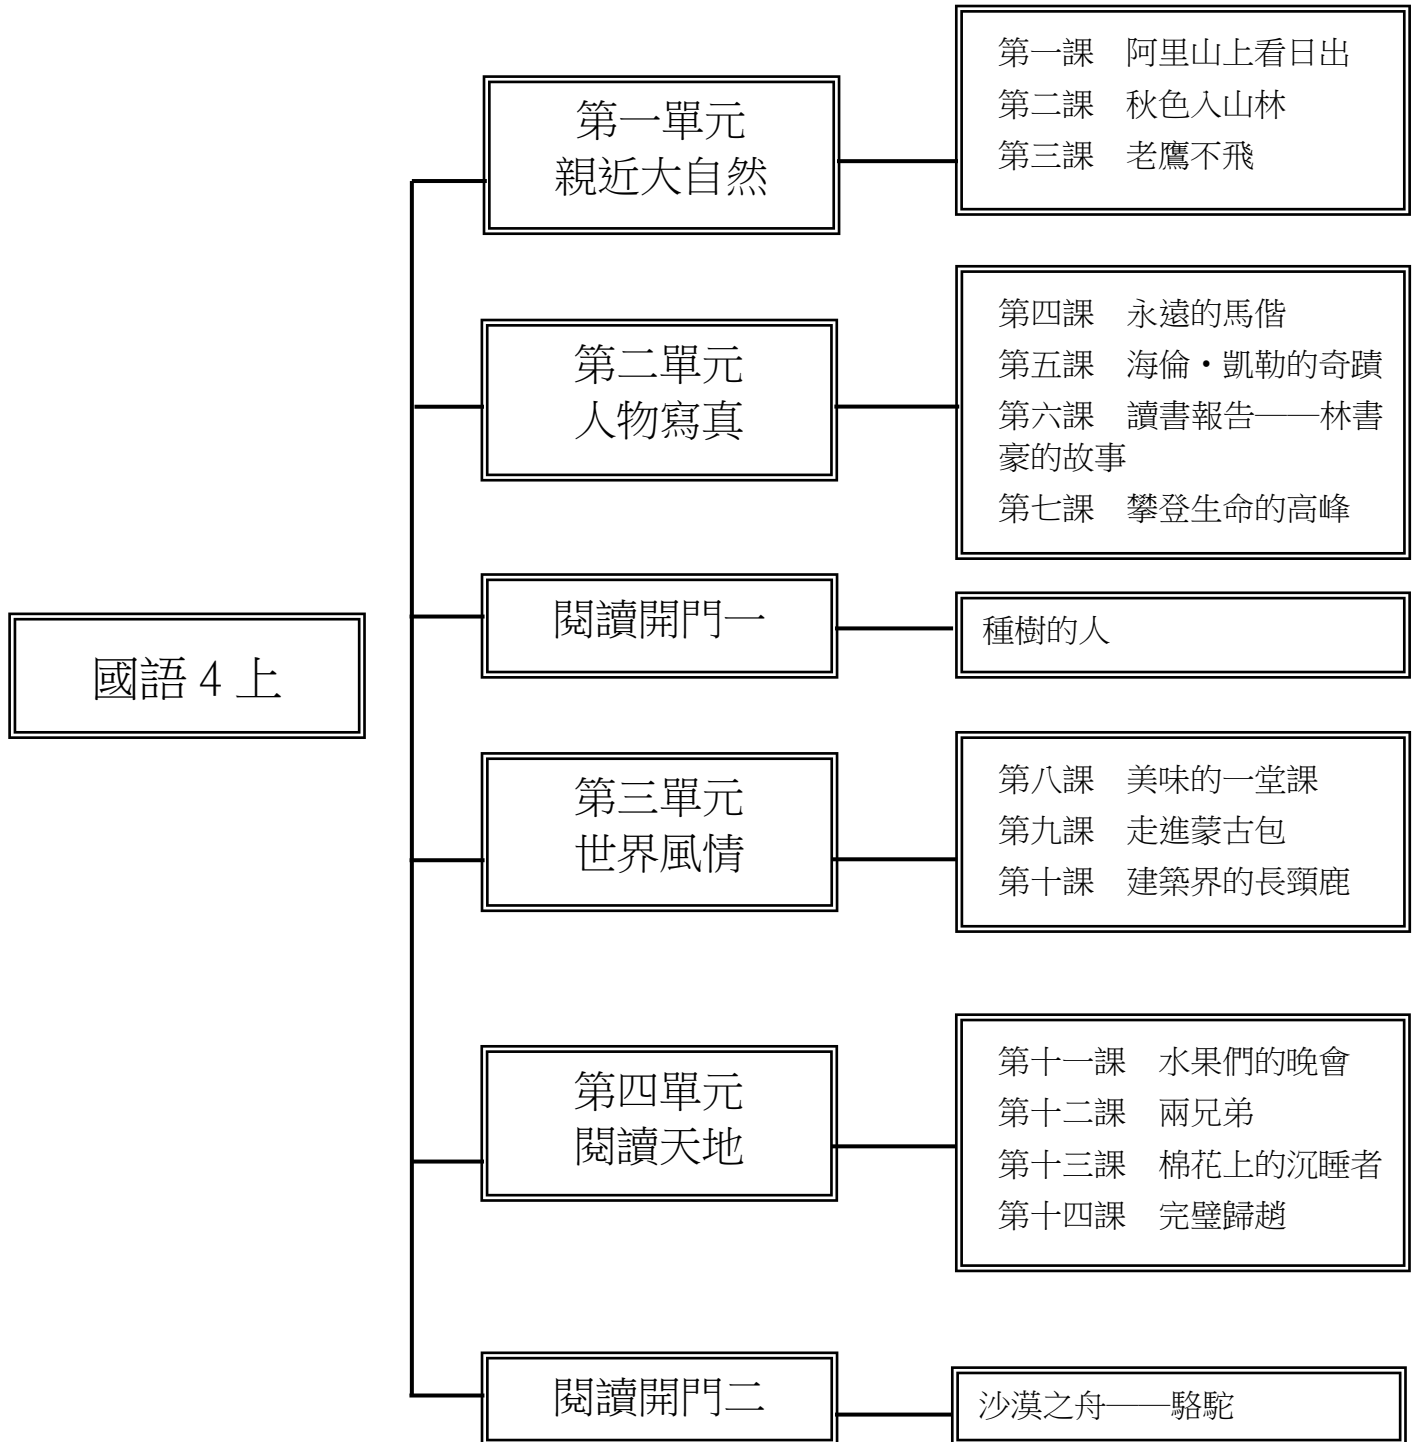 國語 4 上
第一單元
親近大自然
第一課　阿里山上看日出
第二課　秋色入山林
第三課　老鷹不飛
第二單元
人物寫真
第四課　永遠的馬偕
第五課　海倫・凱勒的奇蹟
第六課　讀書報告——林書
豪的故事
第七課　攀登生命的高峰
閱讀開門一
種樹的人
第三單元
世界風情
第八課　美味的一堂課
第九課　走進蒙古包
第十課　建築界的長頸鹿
第四單元
閱讀天地
第十一課　水果們的晚會
第十二課　兩兄弟
第十三課　棉花上的沉睡者
第十四課　完璧歸趙
閱讀開門二
沙漠之舟——駱駝